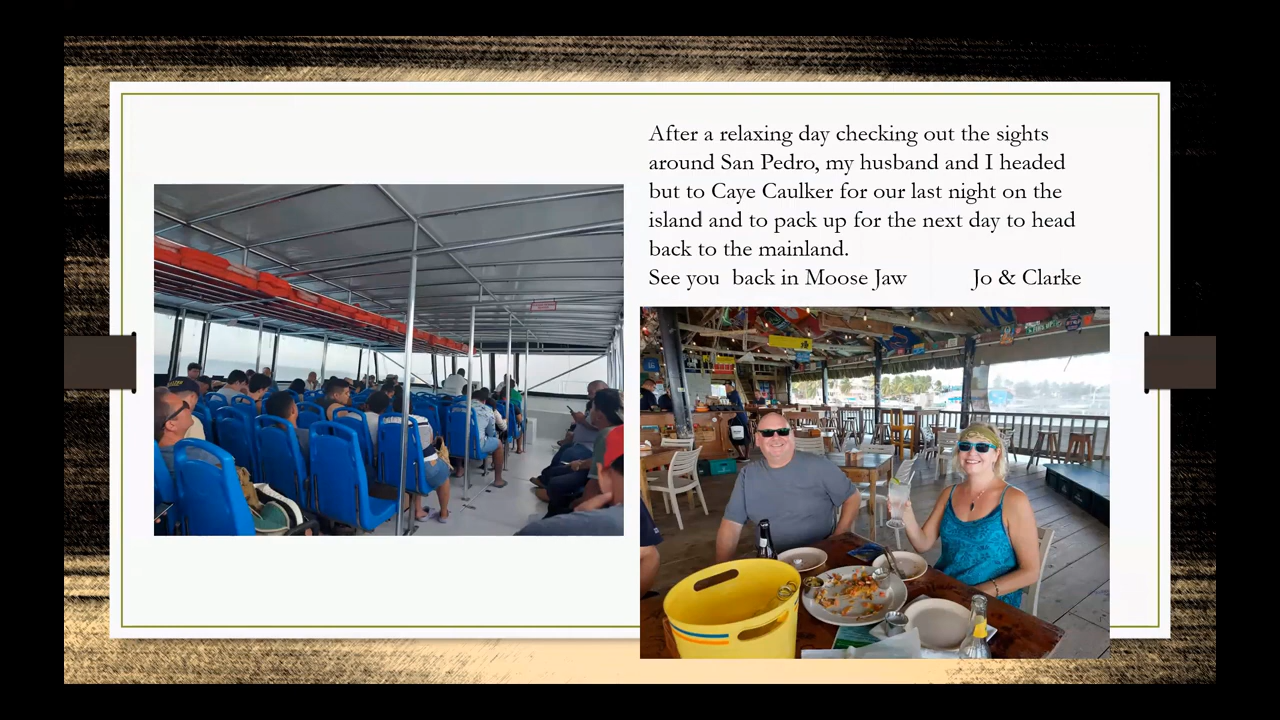 After a relaxing day checking out the sights
around San Pedro, my husband and I headed
but to Caye Caulker for our last night on the
island and to pack up for the next day to head
back to the mainland.
See you  back in Moose Jaw          Jo & Clarke